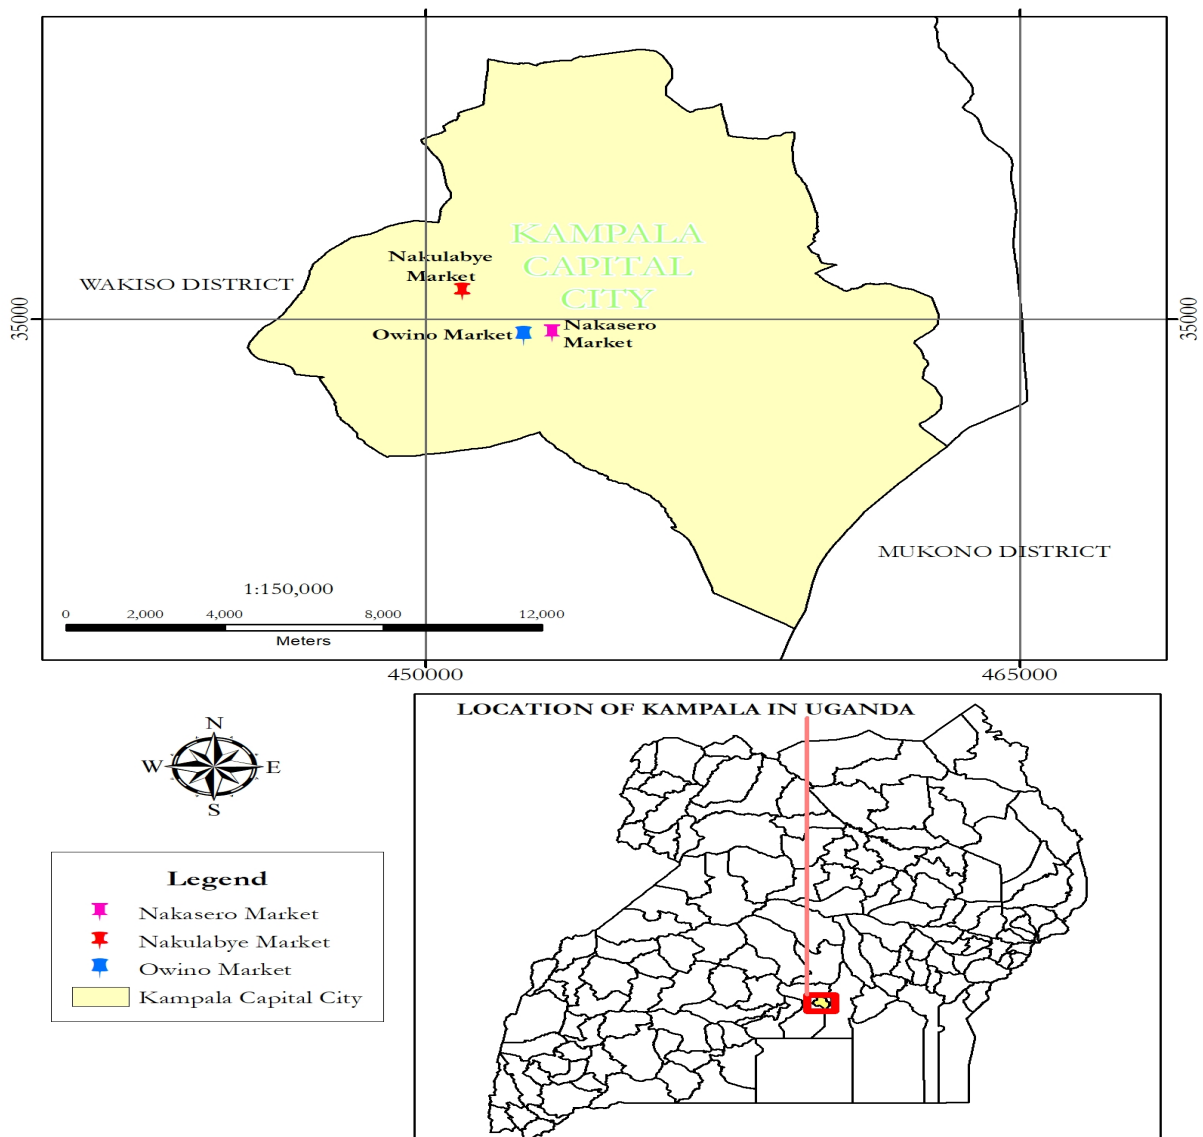 KAMPALA
CAPITAL
CITY
Nakulabye
Market
WAKISO DISTRICT
35000
35000
Owino Market
Nakasero
Market
MUKONO DISTRICT
1:150,000
0 2,000 4,000 8,000 12,000
Meters
450000 465000
LOCATION OF KAMPALA IN UGANDA
N
W E
S
Legend
Nakasero Market
Nakulabye Market
Owino Market
Kampala Capital City